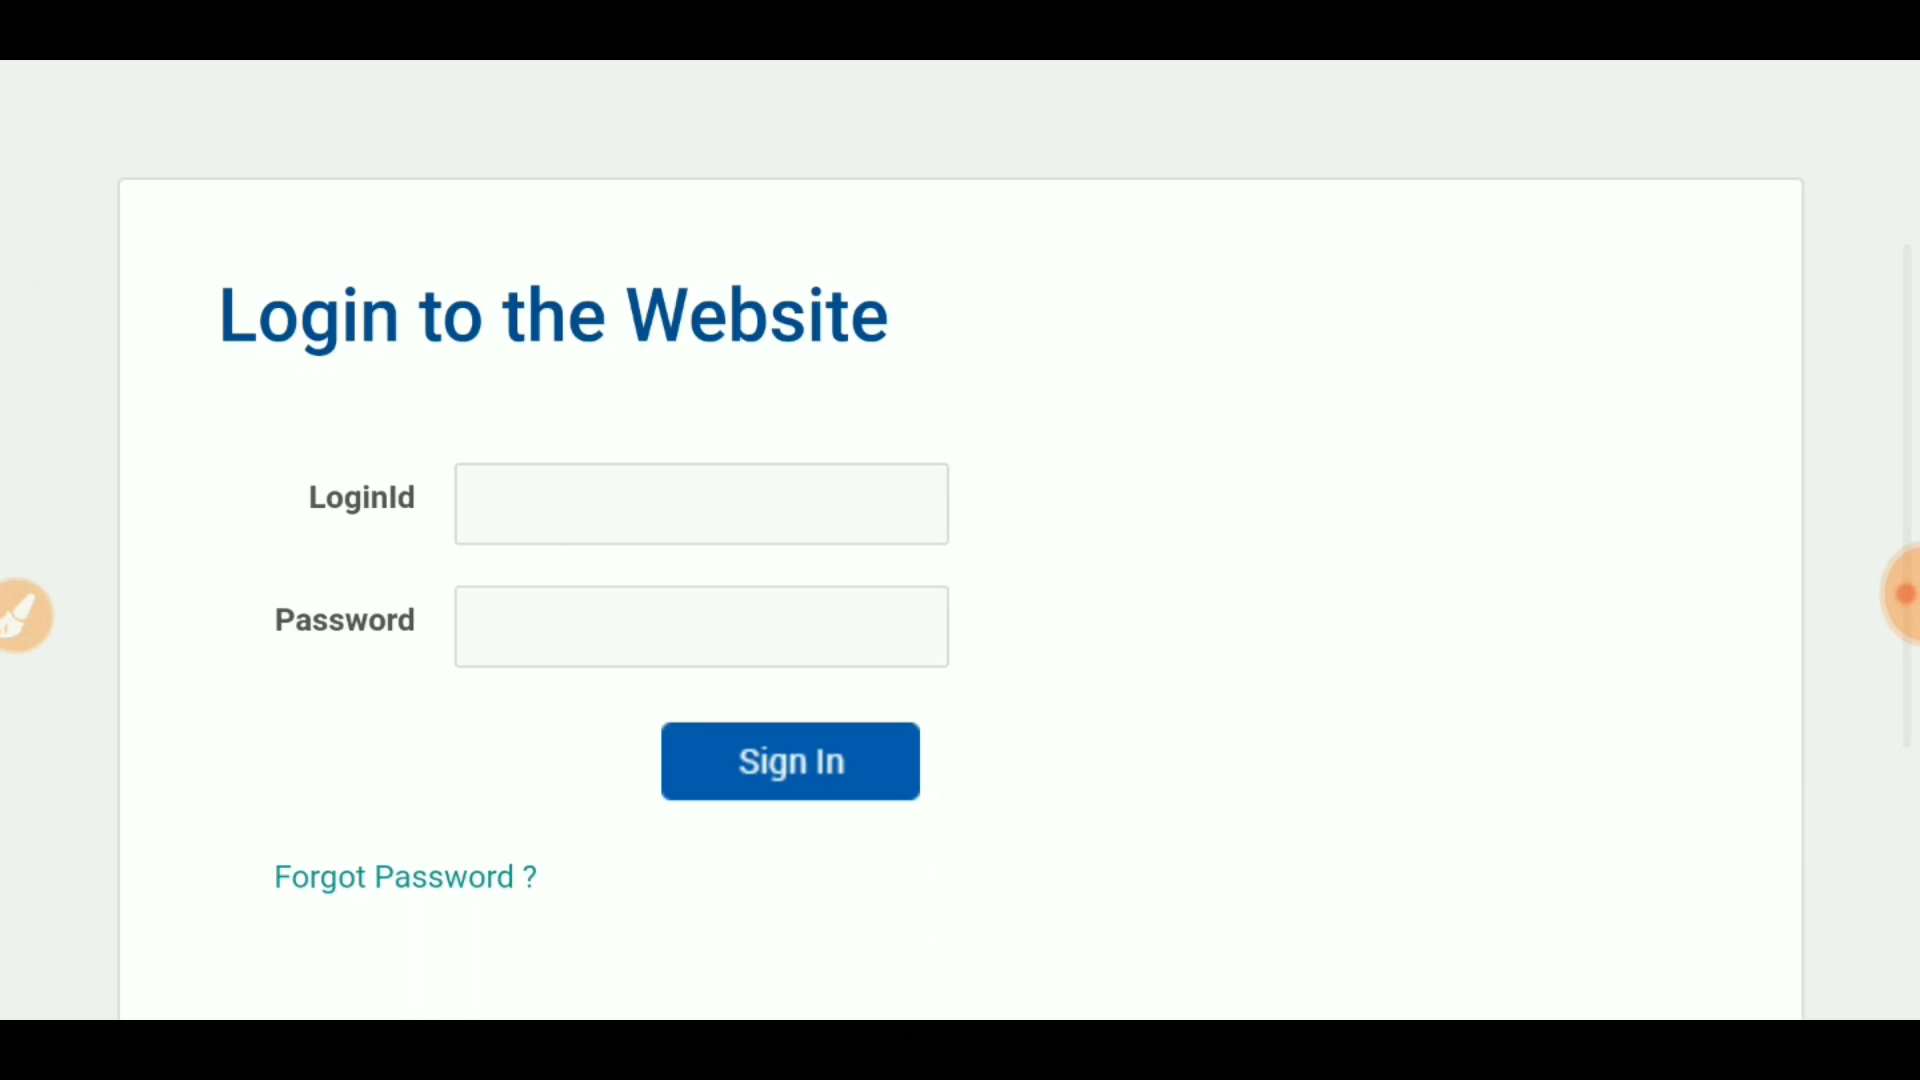 Login to the Website
LoginId
Password
Sign In
Forgot Password ?